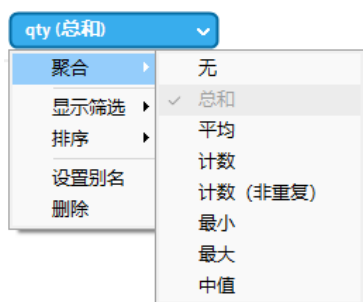 qty (总和)
聚合
显示筛选
排序
设置别名
删除
无
总和
平均
计数
计数（非重复）
最小
最大
中值